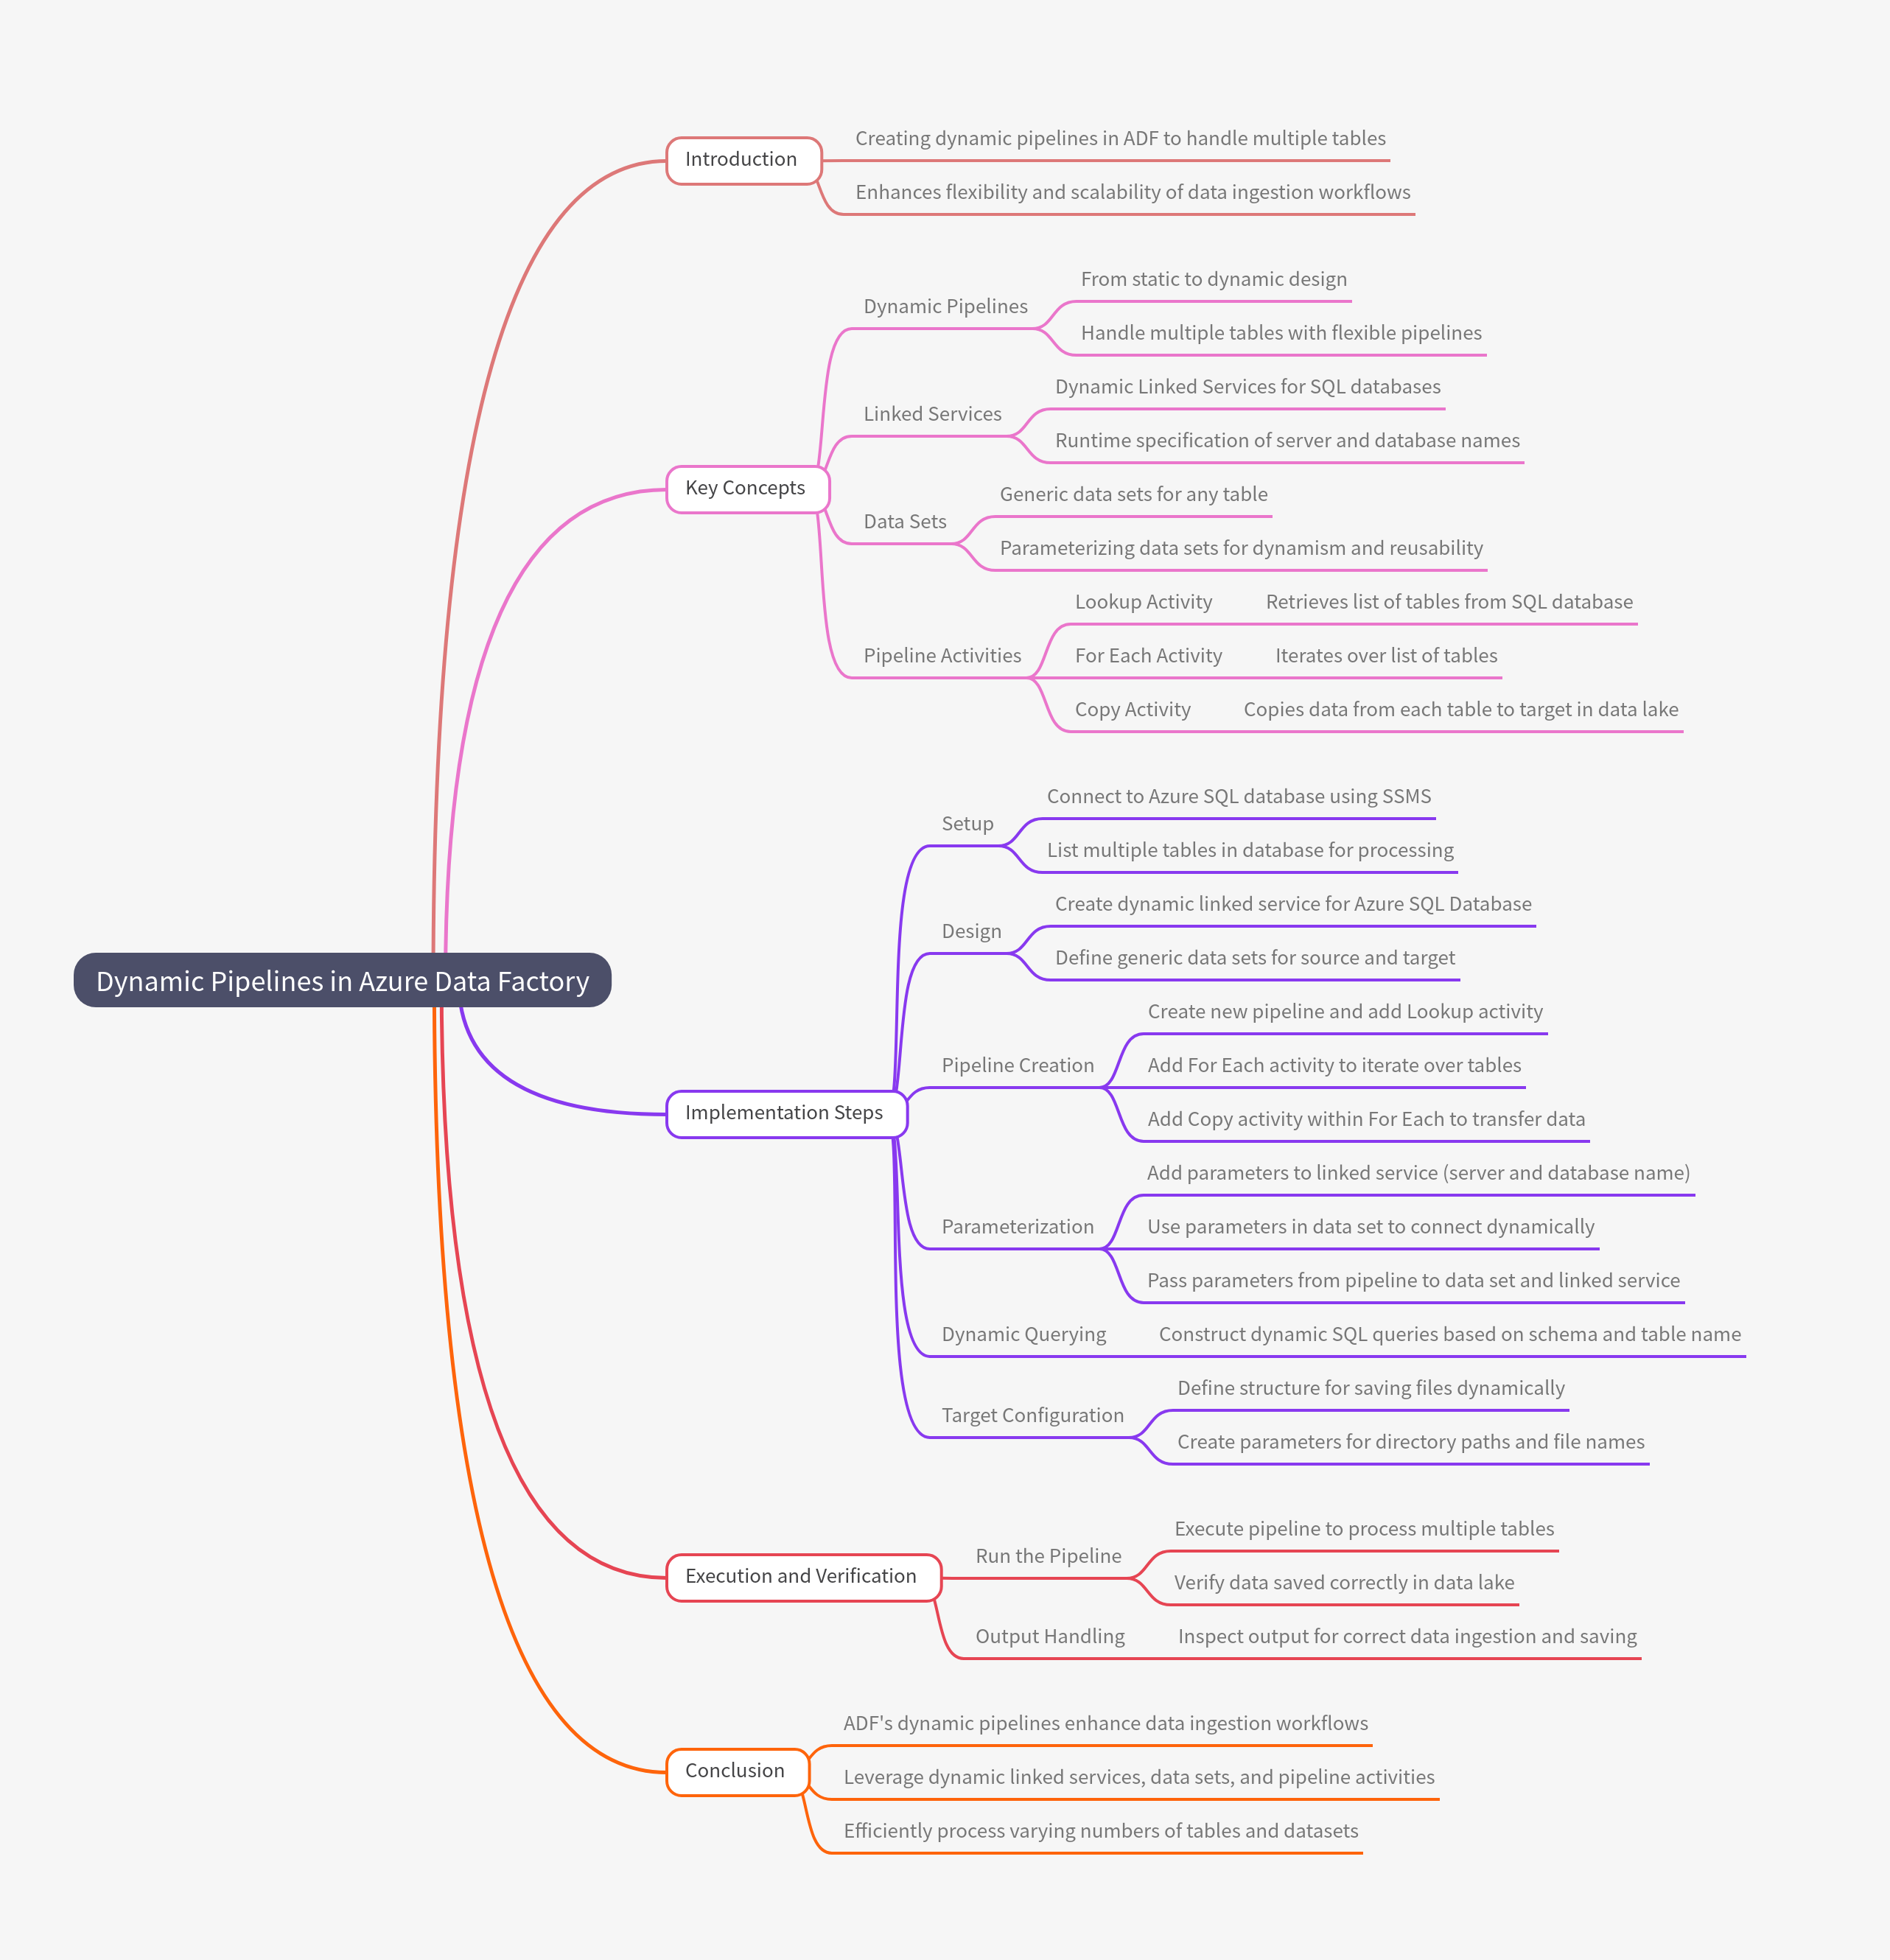 Dynamic Pipelines in Azure Data Factory
Introduction
Creating dynamic pipelines in ADF to handle multiple tables
Enhances flexibility and scalability of data ingestion workflows
Key Concepts
Dynamic Pipelines
From static to dynamic design
Handle multiple tables with flexible pipelines
Linked Services
Dynamic Linked Services for SQL databases
Runtime specification of server and database names
Data Sets
Generic data sets for any table
Parameterizing data sets for dynamism and reusability
Pipeline Activities
Lookup Activity
Retrieves list of tables from SQL database
For Each Activity
Iterates over list of tables
Copy Activity
Copies data from each table to target in data lake
Implementation Steps
Setup
Connect to Azure SQL database using SSMS
List multiple tables in database for processing
Design
Create dynamic linked service for Azure SQL Database
Define generic data sets for source and target
Pipeline Creation
Create new pipeline and add Lookup activity
Add For Each activity to iterate over tables
Add Copy activity within For Each to transfer data
Parameterization
Add parameters to linked service (server and database name)
Use parameters in data set to connect dynamically
Pass parameters from pipeline to data set and linked service
Dynamic Querying
Construct dynamic SQL queries based on schema and table name
Target Configuration
Define structure for saving files dynamically
Create parameters for directory paths and file names
Execution and Verification
Run the Pipeline
Execute pipeline to process multiple tables
Verify data saved correctly in data lake
Output Handling
Inspect output for correct data ingestion and saving
Conclusion
ADF's dynamic pipelines enhance data ingestion workflows
Leverage dynamic linked services, data sets, and pipeline activities
Efficiently process varying numbers of tables and datasets